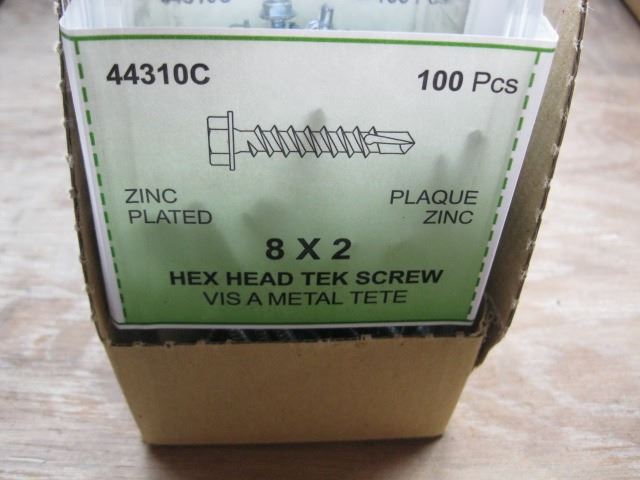 44310C 100 Pcs
ZINC PLATED
PLAQUE ZINC
8 X 2
HEX HEAD TEK SCREW
VIS A METAL TETE